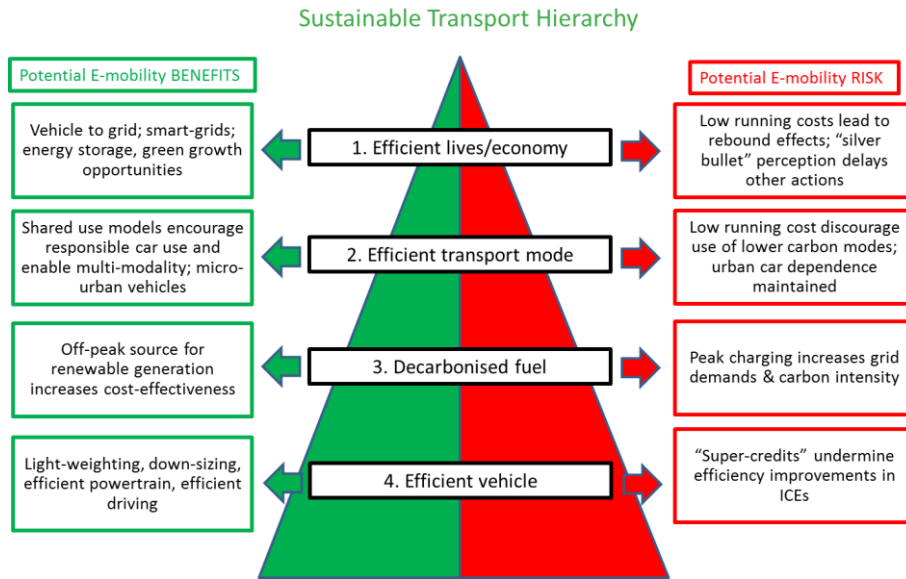 Sustainable Transport Hierarchy
Potential E-mobility BENEFITS
Potential E-mobility RISK
Vehicle to grid; smart-grids;
energy storage, green growth
opportunities
1. Efficient lives/economy
Low running costs lead to
rebound effects; “silver
bullet” perception delays
other actions
Shared use models encourage
responsible car use and
enable multi-modality; micro-
urban vehicles
2. Efficient transport mode
Low running cost discourage
use of lower carbon modes;
urban car dependence
maintained
Off-peak source for
renewable generation
increases cost-effectiveness
3. Decarbonised fuel
Peak charging increases grid
demands & carbon intensity
Light-weighting, down-sizing,
efficient powertrain, efficient
driving
4. Efficient vehicle
“Super-credits” undermine
efficiency improvements in
ICEs